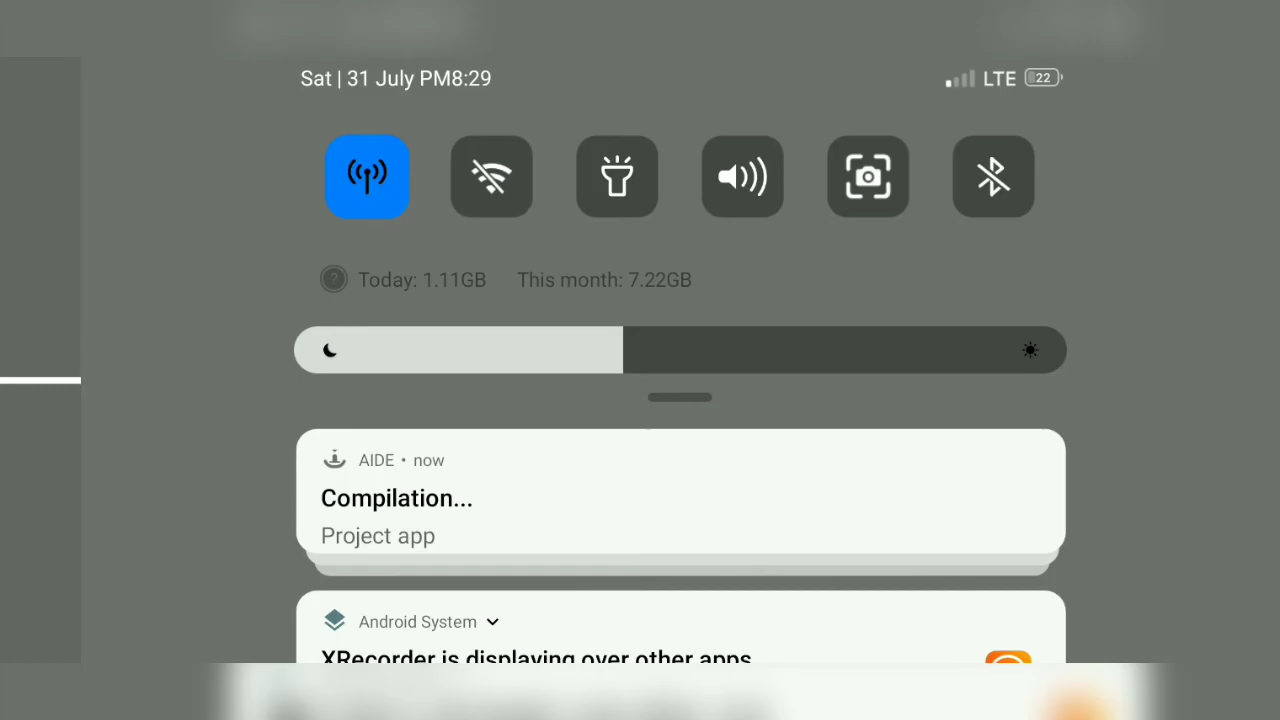 Sat | 31 July PM8:29
LTE 22
Today: 1.11GB This month: 7.22GB
AIDE • now
Compilation...
Project app
Android System
XRecorder is displaying over other apps